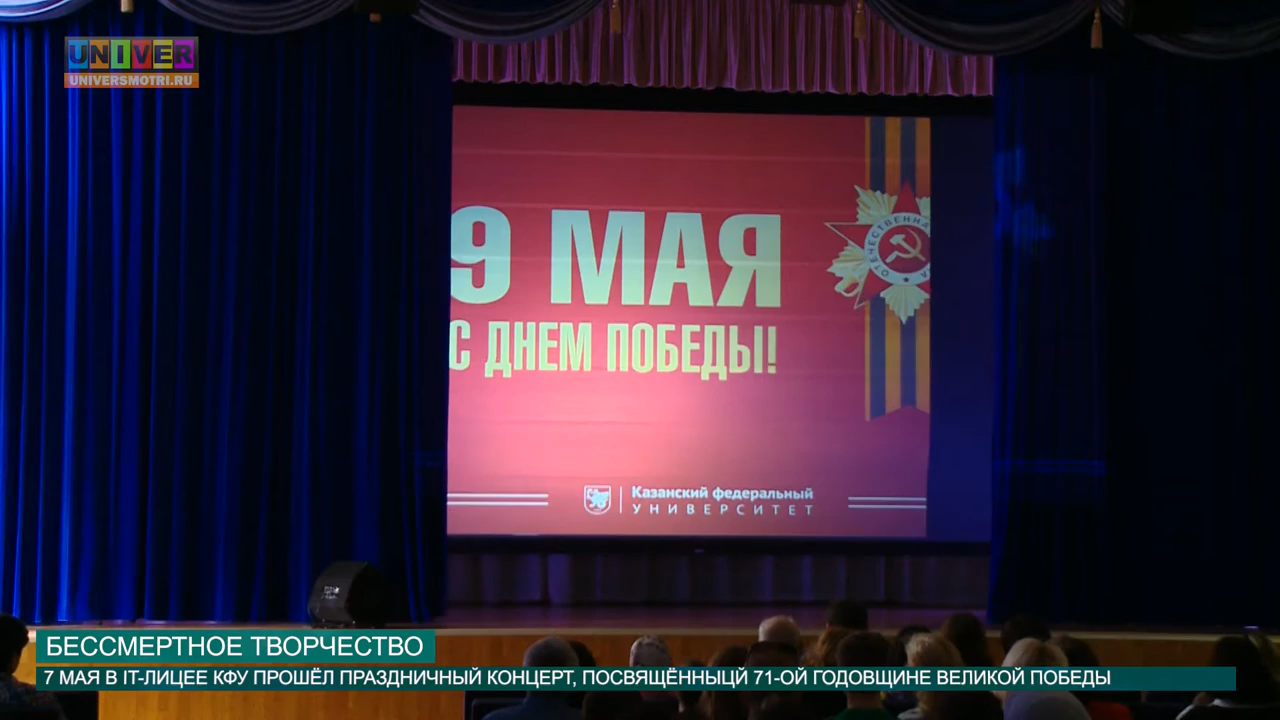 UNIVER
UNIVERSMOTRI.RU
9 МАЯ
С ДНЕМ ПОБЕДЫ!
ОТЕЧЕСТВЕННА
Казанский федеральный
УНИВЕРСИТЕТ
БЕССМЕРТНОЕ ТВОРЧЕСТВО
7 МАЯ В IT-ЛИЦЕЕ КФУ ПРОШЁЛ ПРАЗДНИЧНЫЙ КОНЦЕРТ, ПОСВЯЩЁННЫЦЙ 71-ОЙ ГОДОВЩИНЕ ВЕЛИКОЙ ПОБЕДЫ